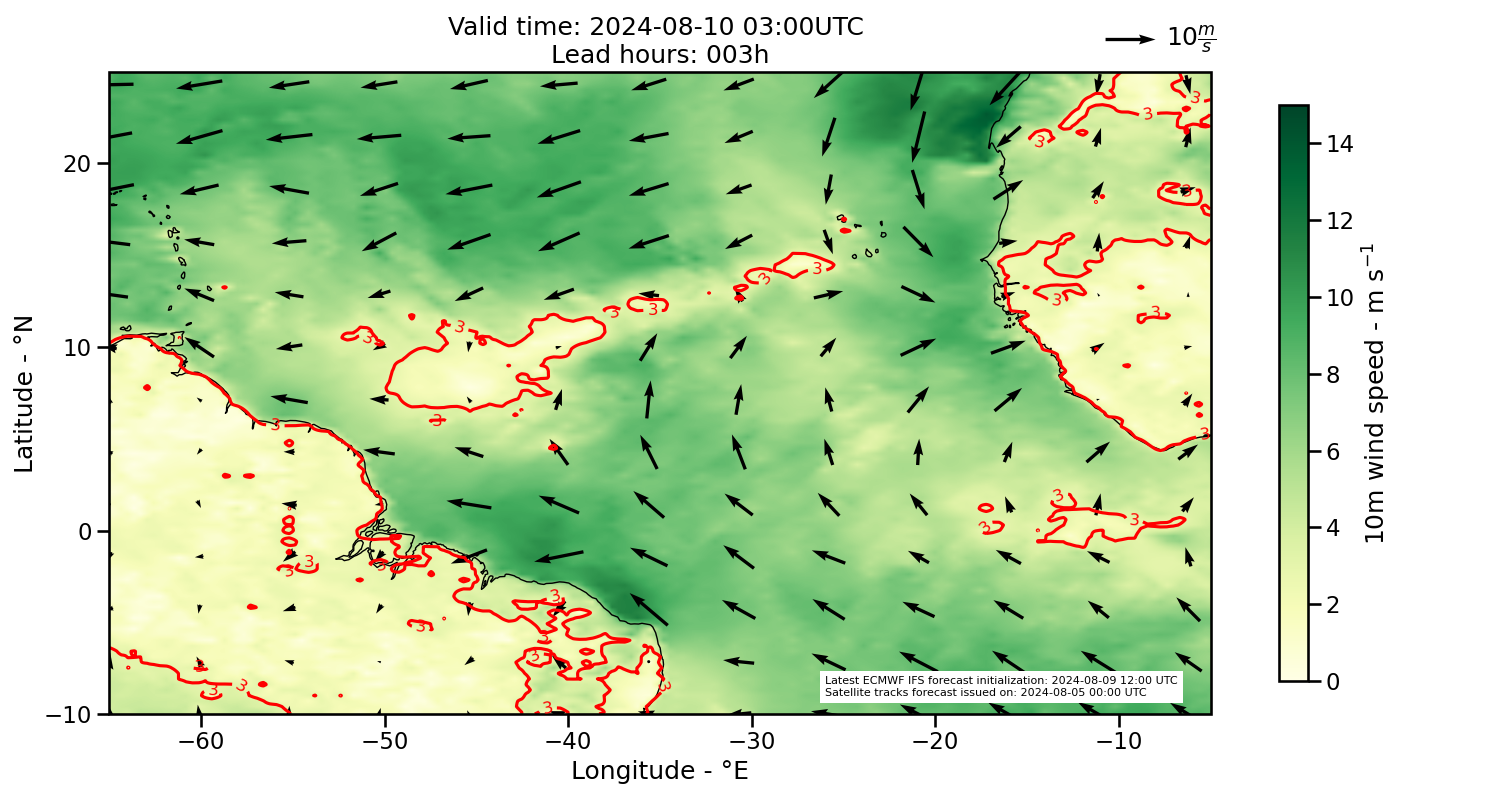 Valid time: 2024-08-10 03:00UTC
Lead hours: 003h
10 m/s
Latitude - °N
20
10
0
−10
3 3 3 3 3 3 3 3 3 3 3 3 3 3 3 3 3 3 3 3 3 3 3 3 3 3 3 3 3 3
Latest ECMWF IFS forecast initialization: 2024-08-09 12:00 UTC
Satellite tracks forecast issued on: 2024-08-05 00:00 UTC
−60 −50 −40 −30 −20 −10
Longitude - °E
14
12
10
8
6
4
2
0
10m wind speed - m s⁻¹